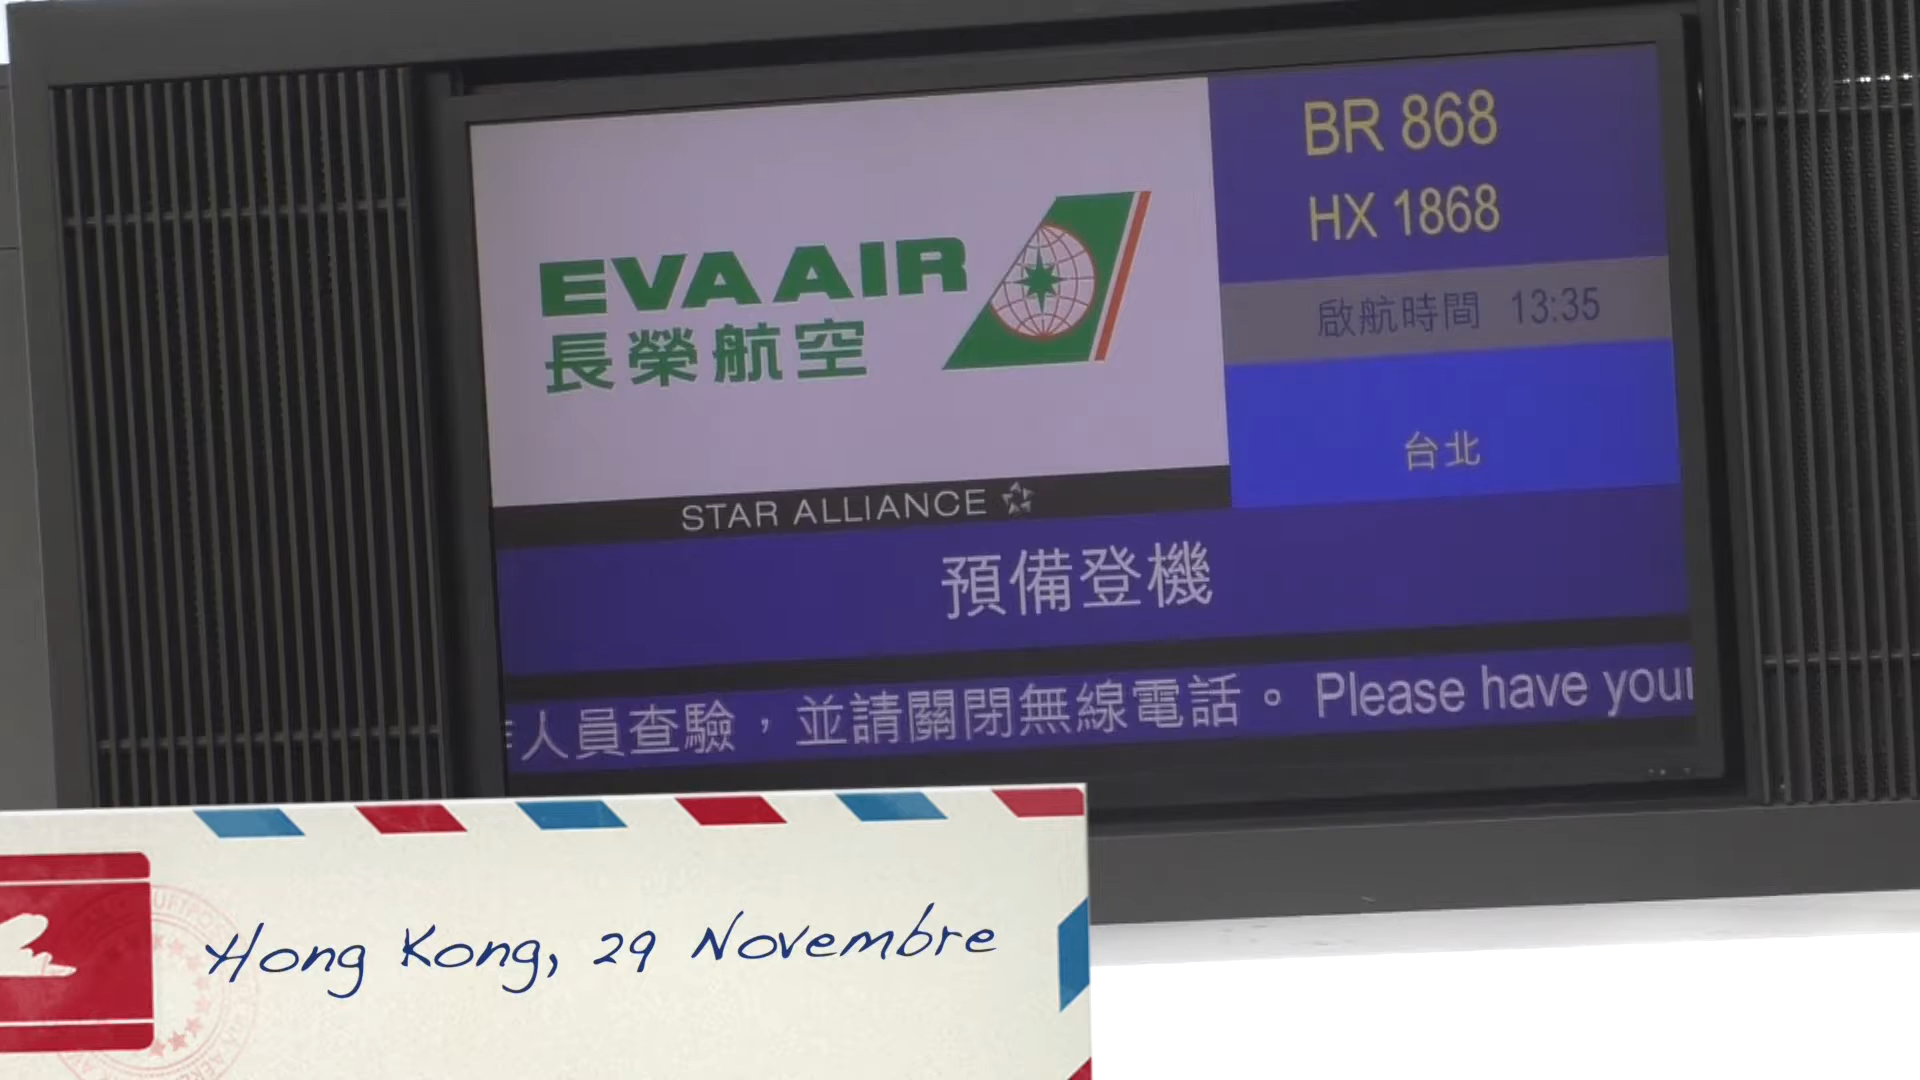 EVA AIR
長榮航空
STAR ALLIANCE
BR 868
HX 1868
啟航時間 13:35
台北
預備登機
人員查驗，並請關閉無線電話。 Please have your
Hong Kong, 29 Novembre